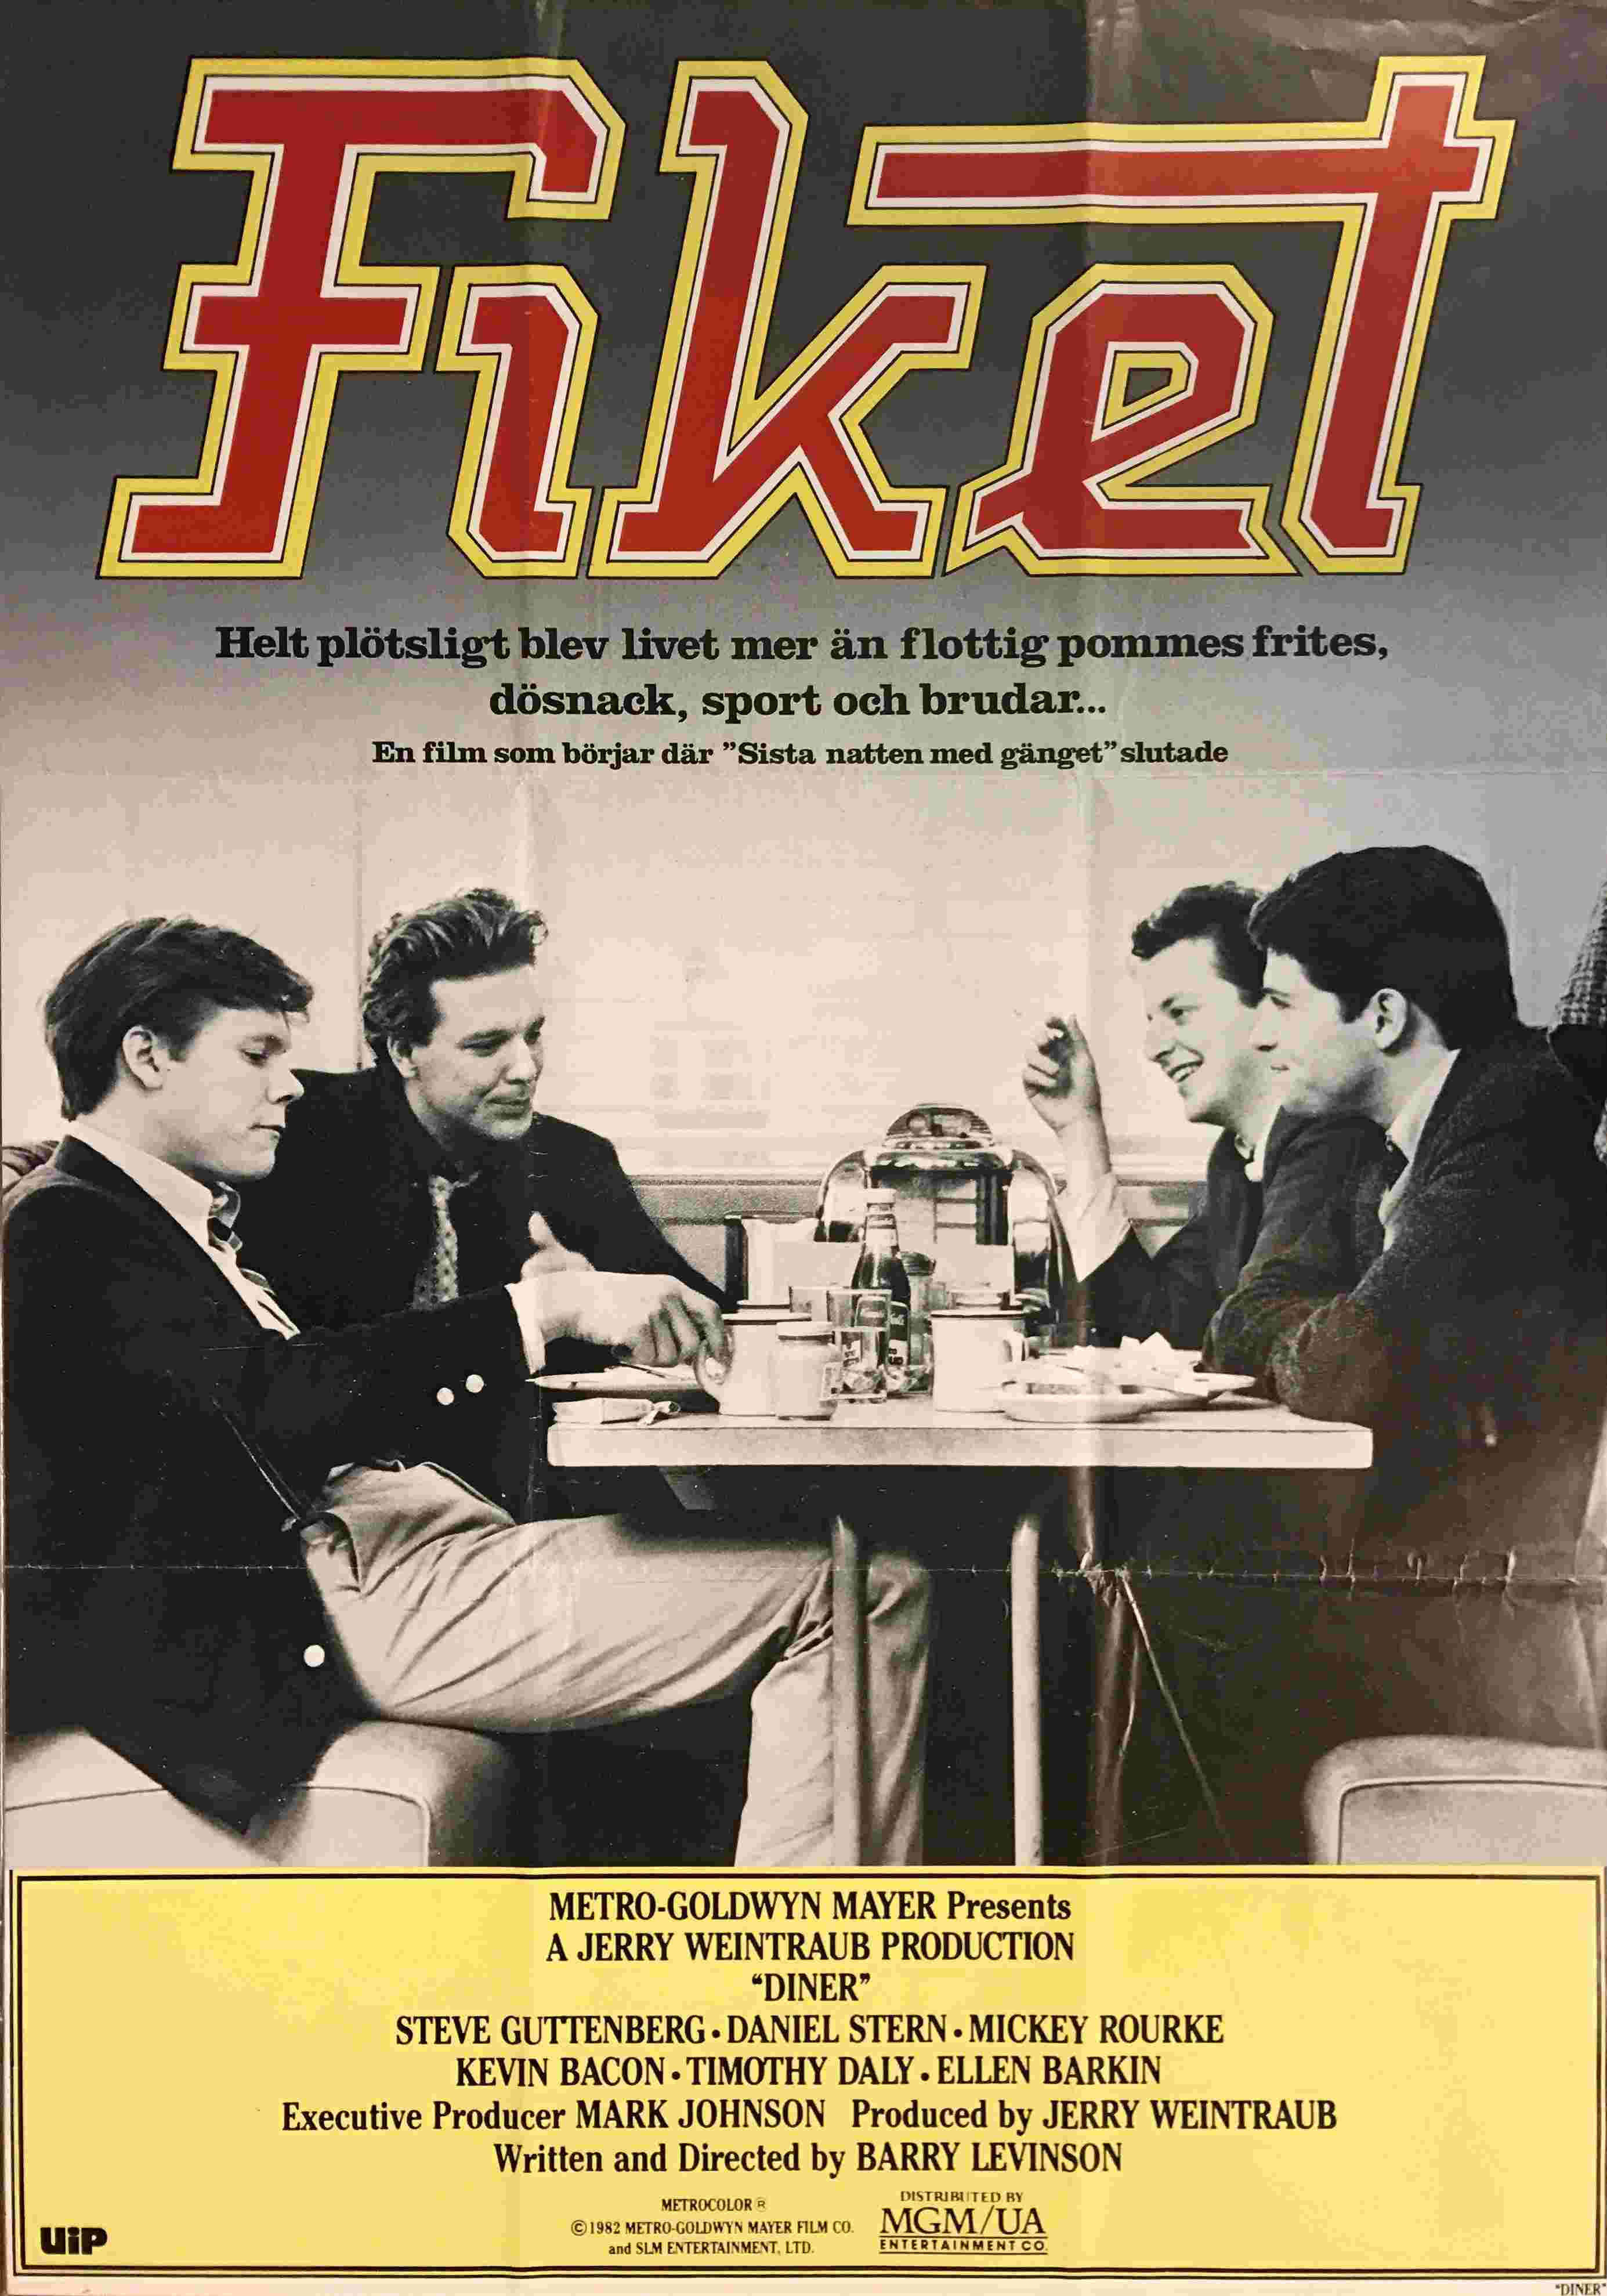 Fiket
Helt plötsligt blev livet mer än flottig pommes frites,
dösnack, sport och brudar...
En film som börjar där ”Sista natten med gänget” slutade
METRO-GOLDWYN MAYER Presents
A JERRY WEINTRAUB PRODUCTION
“DINER”
STEVE GUTTENBERG • DANIEL STERN • MICKEY ROURKE
KEVIN BACON • TIMOTHY DALY • ELLEN BARKIN
Executive Producer MARK JOHNSON Produced by JERRY WEINTRAUB
Written and Directed by BARRY LEVINSON
METROCOLOR ®
© 1982 METRO-GOLDWYN MAYER FILM CO.
and SLM ENTERTAINMENT, LTD.
DISTRIBUTED BY
MGM/UA
ENTERTAINMENT CO.
UiP
“DINER”